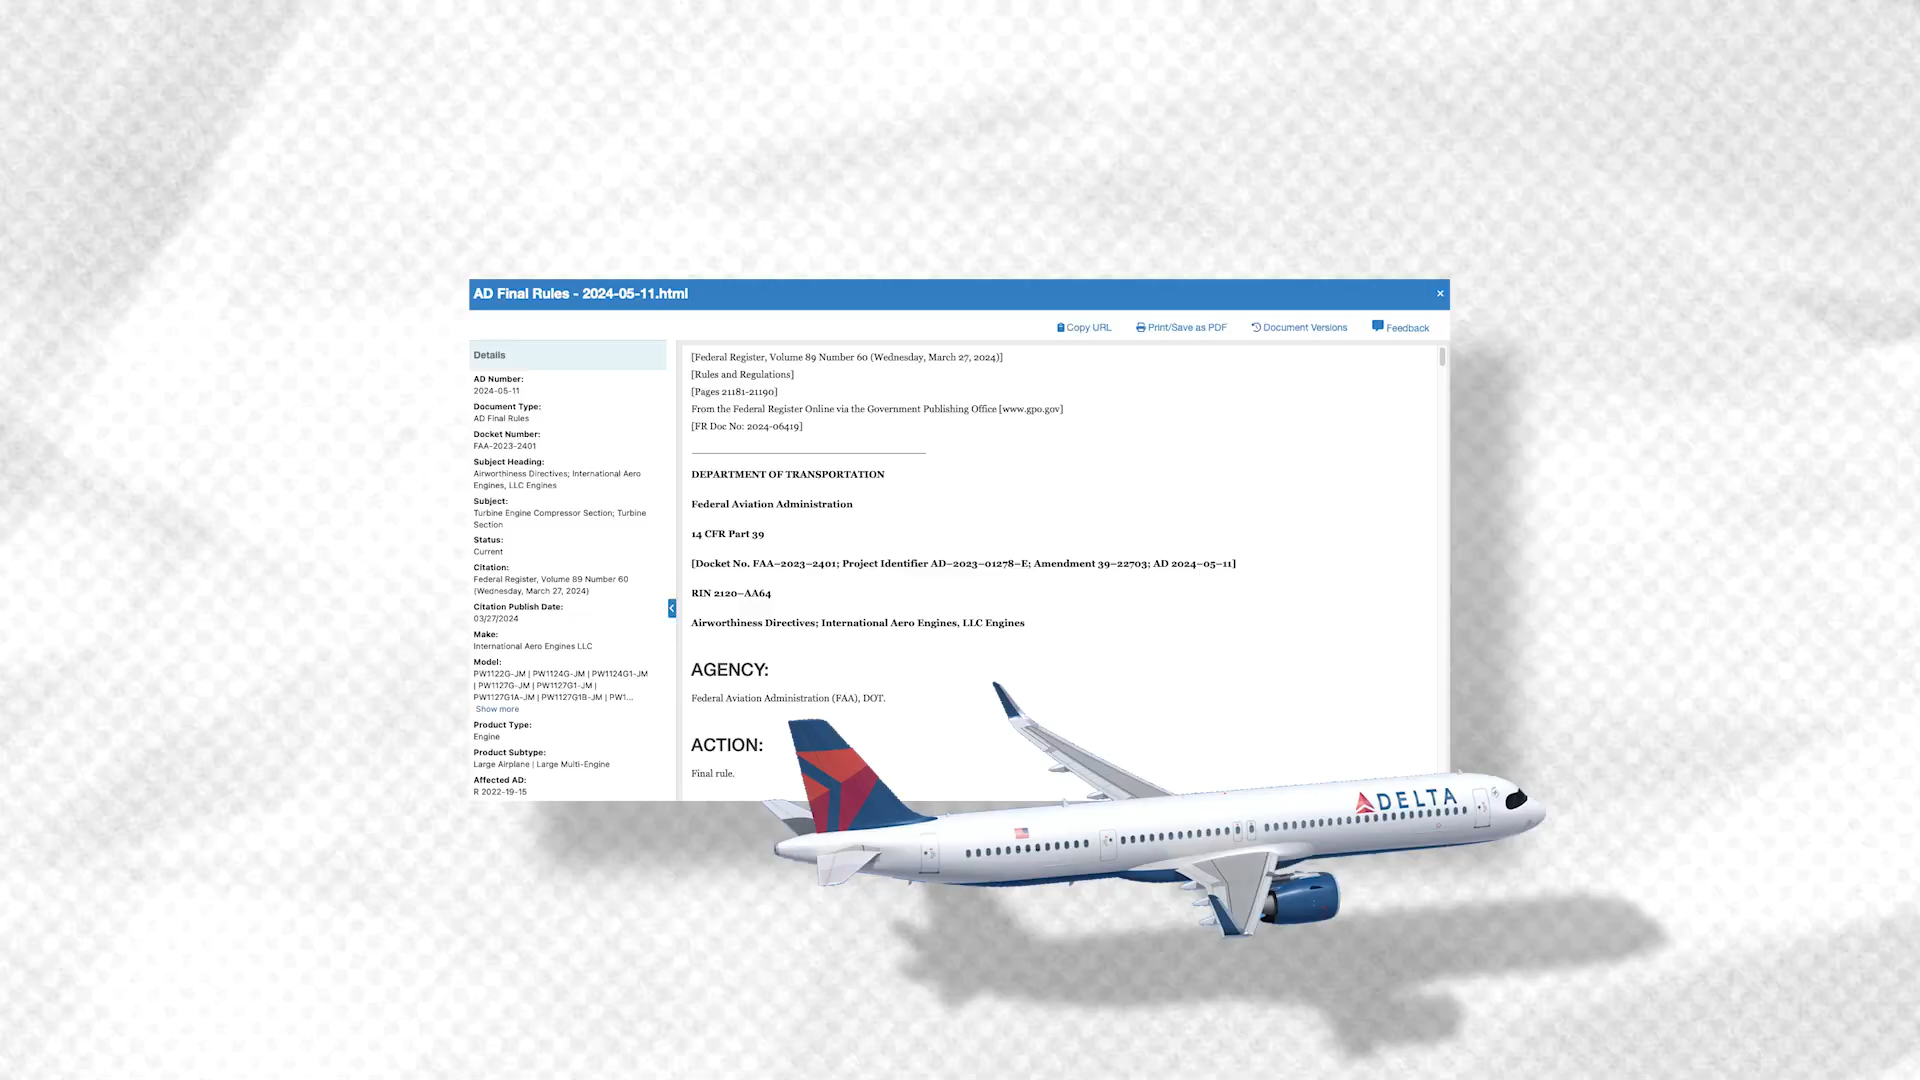 AD Final Rules - 2024-05-11.html
×
Copy URL
Print/Save as PDF
Document Versions
Feedback
Details
AD Number:
2024-05-11
Document Type:
AD Final Rules
Docket Number:
FAA-2023-2401
Subject Heading:
Airworthiness Directives; International Aero
Engines, LLC Engines
Subject:
Turbine Engine Compressor Section; Turbine
Section
Status:
Current
Citation:
Federal Register, Volume 89 Number 60
(Wednesday, March 27, 2024)
Citation Publish Date:
03/27/2024
Make:
International Aero Engines LLC
Model:
PW1122G-JM | PW1124G-JM | PW1124G1-JM
| PW1127G-JM | PW1127G1-JM |
PW1127G1A-JM | PW1127G1B-JM | PW1...
Show more
Product Type:
Engine
Product Subtype:
Large Airplane | Large Multi-Engine
Affected AD:
R 2022-19-15
[Federal Register, Volume 89 Number 60 (Wednesday, March 27, 2024)]
[Rules and Regulations]
[Pages 21181-21190]
From the Federal Register Online via the Government Publishing Office [www.gpo.gov]
[FR Doc No: 2024-06419]
DEPARTMENT OF TRANSPORTATION
Federal Aviation Administration
14 CFR Part 39
[Docket No. FAA–2023–2401; Project Identifier AD–2023–01278–E; Amendment 39–22703; AD 2024–05–11]
RIN 2120–AA64
Airworthiness Directives; International Aero Engines, LLC Engines
AGENCY:
Federal Aviation Administration (FAA), DOT.
ACTION:
Final rule.
DELTA